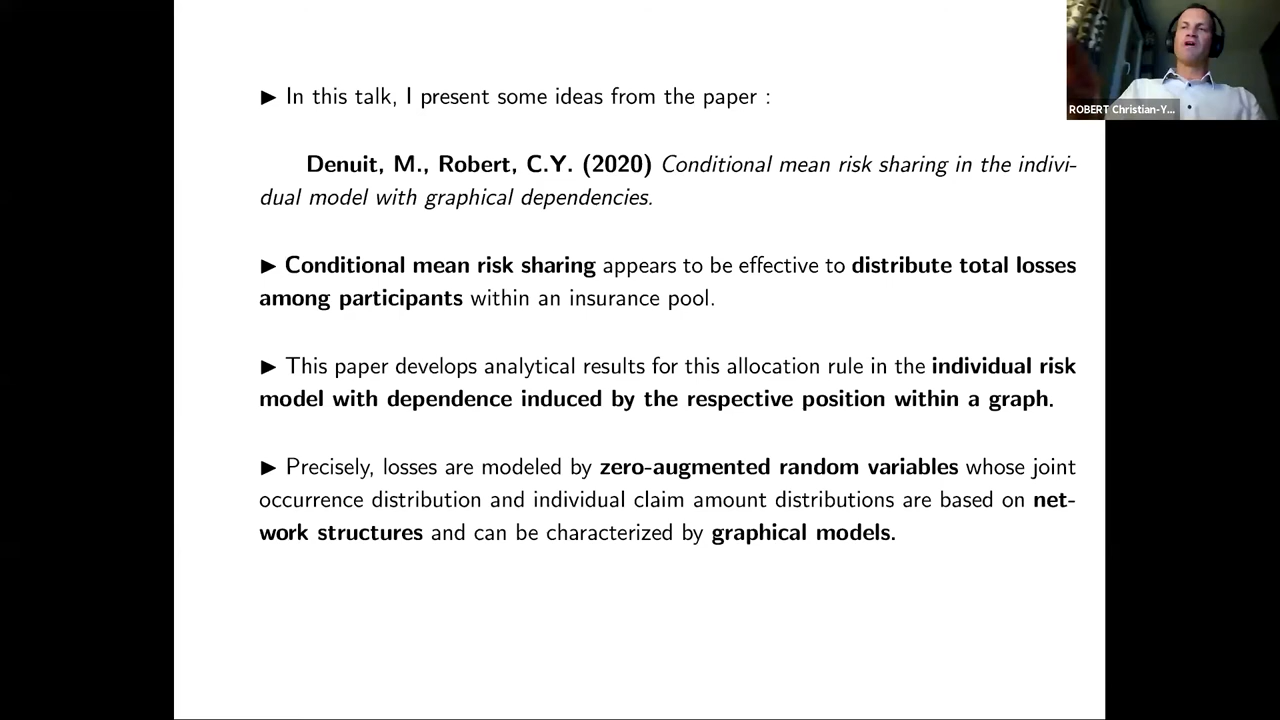 ► In this talk, I present some ideas from the paper :
Denuit, M., Robert, C.Y. (2020) Conditional mean risk sharing in the indivi-
dual model with graphical dependencies.
► Conditional mean risk sharing appears to be effective to distribute total losses
among participants within an insurance pool.
► This paper develops analytical results for this allocation rule in the individual risk
model with dependence induced by the respective position within a graph.
► Precisely, losses are modeled by zero-augmented random variables whose joint
occurrence distribution and individual claim amount distributions are based on net-
work structures and can be characterized by graphical models.
ROBERT Christian-Y...